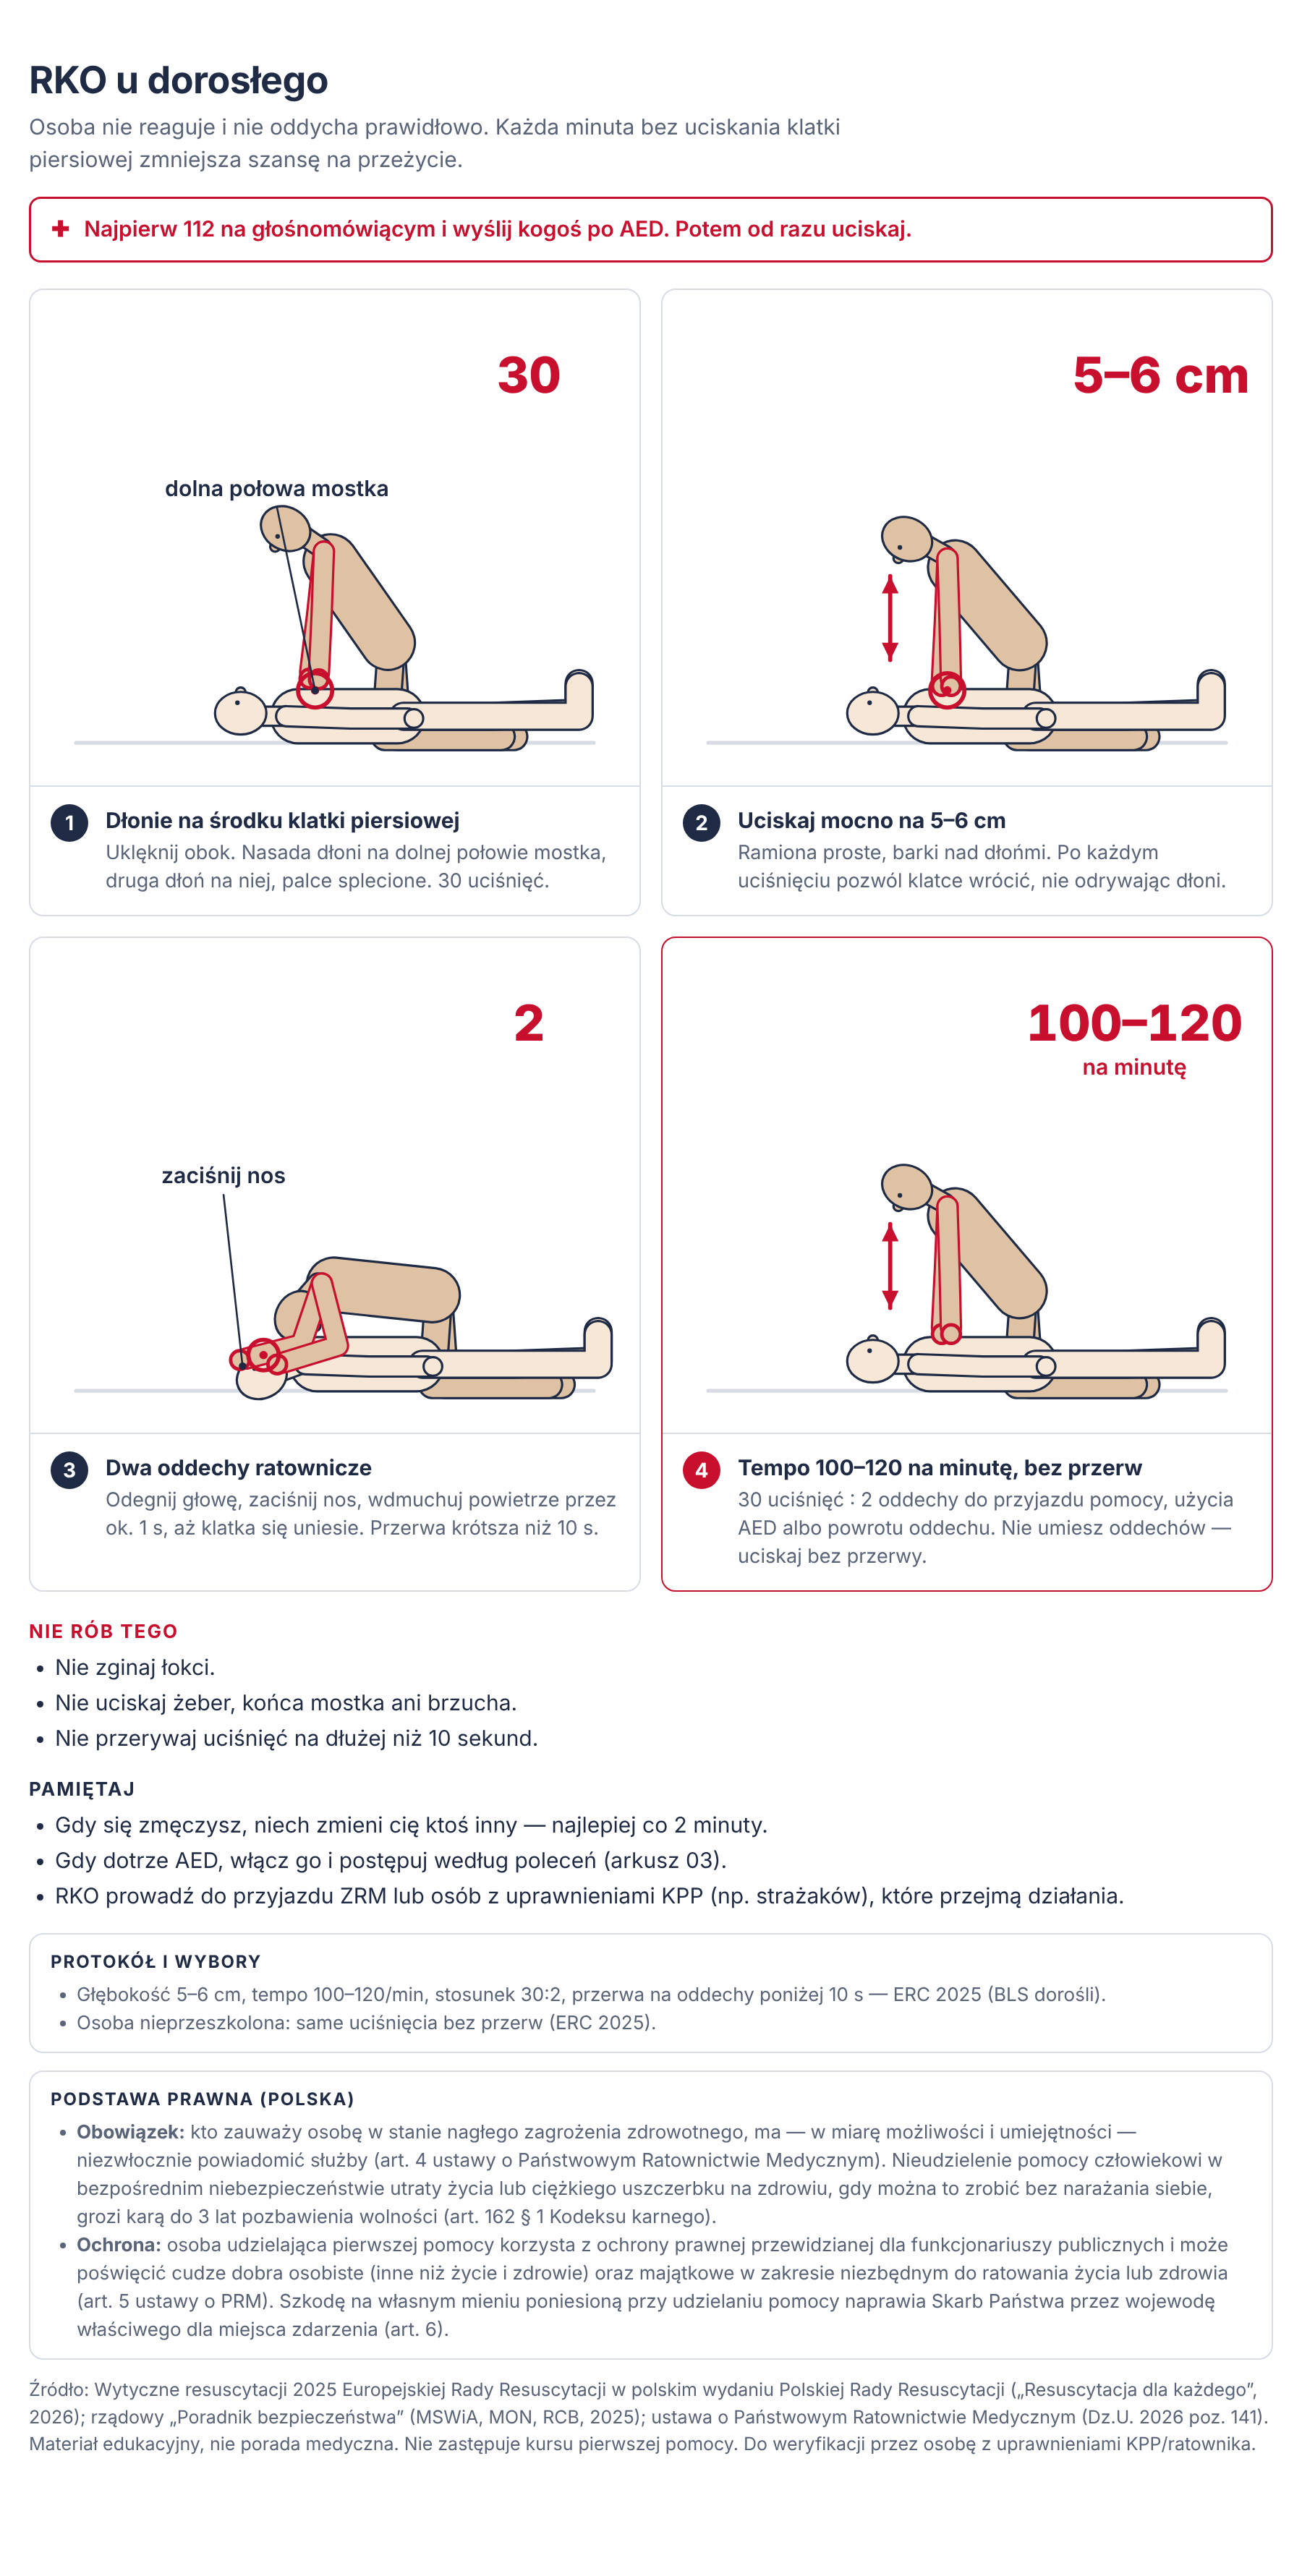 RKO u dorosłego
Osoba nie reaguje i nie oddycha prawidłowo. Każda minuta bez uciskania klatki
piersiowej zmniejsza szansę na przeżycie.
Najpierw 112 na głośnomówiącym i wyślij kogoś po AED. Potem od razu uciskaj.
30
dolna połowa mostka
1 Dłonie na środku klatki piersiowej
Uklęknij obok. Nasada dłoni na dolnej połowie mostka,
druga dłoń na niej, palce splecione. 30 uciśnięć.
5–6 cm
2 Uciskaj mocno na 5–6 cm
Ramiona proste, barki nad dłońmi. Po każdym
uciśnięciu pozwól klatce wrócić, nie odrywając dłoni.
2
zaciśnij nos
3 Dwa oddechy ratownicze
Odegnij głowę, zaciśnij nos, wdmuchuj powietrze przez
ok. 1 s, aż klatka się uniesie. Przerwa krótsza niż 10 s.
100–120
na minutę
4 Tempo 100–120 na minutę, bez przerw
30 uciśnięć : 2 oddechy do przyjazdu pomocy, użycia
AED albo powrotu oddechu. Nie umiesz oddechów —
uciskaj bez przerwy.
NIE RÓB TEGO
• Nie zginaj łokci.
• Nie uciskaj żeber, końca mostka ani brzucha.
• Nie przerywaj uciśnięć na dłużej niż 10 sekund.
PAMIĘTAJ
• Gdy się zmęczysz, niech zmieni cię ktoś inny — najlepiej co 2 minuty.
• Gdy dotrze AED, włącz go i postępuj według poleceń (arkusz 03).
• RKO prowadź do przyjazdu ZRM lub osób z uprawnieniami KPP (np. strażaków), które przejmą działania.
PROTOKÓŁ I WYBORY
• Głębokość 5–6 cm, tempo 100–120/min, stosunek 30:2, przerwa na oddechy poniżej 10 s — ERC 2025 (BLS dorośli).
• Osoba nieprzeszkolona: same uciśnięcia bez przerw (ERC 2025).
PODSTAWA PRAWNA (POLSKA)
• Obowiązek: kto zauważy osobę w stanie nagłego zagrożenia zdrowotnego, ma — w miarę możliwości i umiejętności —
niezwłocznie powiadomić służby (art. 4 ustawy o Państwowym Ratownictwie Medycznym). Nieudzielenie pomocy człowiekowi w
bezpośrednim niebezpieczeństwie utraty życia lub ciężkiego uszczerbku na zdrowiu, gdy można to zrobić bez narażania siebie,
grozi karą do 3 lat pozbawienia wolności (art. 162 § 1 Kodeksu karnego).
• Ochrona: osoba udzielająca pierwszej pomocy korzysta z ochrony prawnej przewidzianej dla funkcjonariuszy publicznych i może
poświęcić cudze dobra osobiste (inne niż życie i zdrowie) oraz majątkowe w zakresie niezbędnym do ratowania życia lub zdrowia
(art. 5 ustawy o PRM). Szkodę na własnym mieniu poniesioną przy udzielaniu pomocy naprawia Skarb Państwa przez wojewodę
właściwego dla miejsca zdarzenia (art. 6).
Źródło: Wytyczne resuscytacji 2025 Europejskiej Rady Resuscytacji w polskim wydaniu Polskiej Rady Resuscytacji („Resuscytacja dla każdego”,
2026); rządowy „Poradnik bezpieczeństwa” (MSWiA, MON, RCB, 2025); ustawa o Państwowym Ratownictwie Medycznym (Dz.U. 2026 poz. 141).
Materiał edukacyjny, nie porada medyczna. Nie zastępuje kursu pierwszej pomocy. Do weryfikacji przez osobę z uprawnieniami KPP/ratownika.